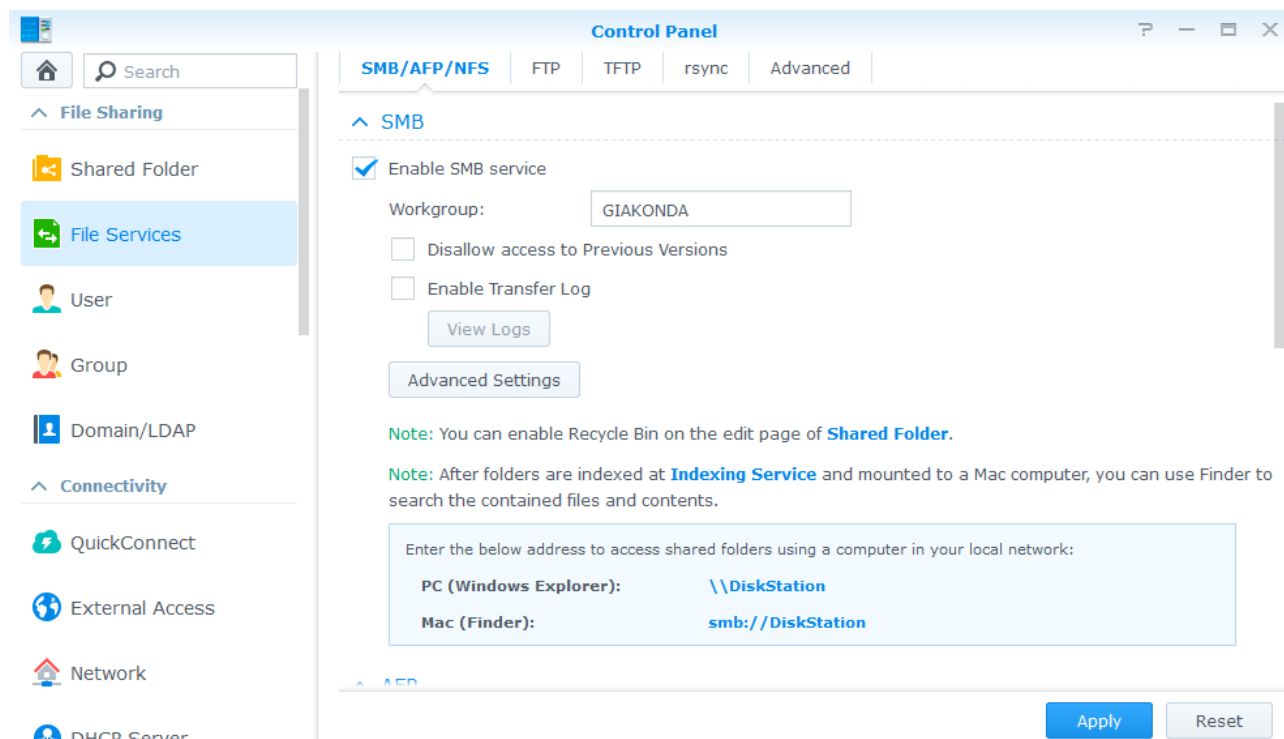 Control Panel
Search
SMB/AFP/NFS FTP TFTP rsync Advanced
File Sharing
Shared Folder
File Services
User
Group
Domain/LDAP
Connectivity
QuickConnect
External Access
Network
DHCP Server
SMB
Enable SMB service
Workgroup: GIAKONDA
Disallow access to Previous Versions
Enable Transfer Log
View Logs
Advanced Settings
Note: You can enable Recycle Bin on the edit page of Shared Folder.
Note: After folders are indexed at Indexing Service and mounted to a Mac computer, you can use Finder to
search the contained files and contents.
Enter the below address to access shared folders using a computer in your local network:
PC (Windows Explorer): \\DiskStation
Mac (Finder): smb://DiskStation
AFP
Apply Reset